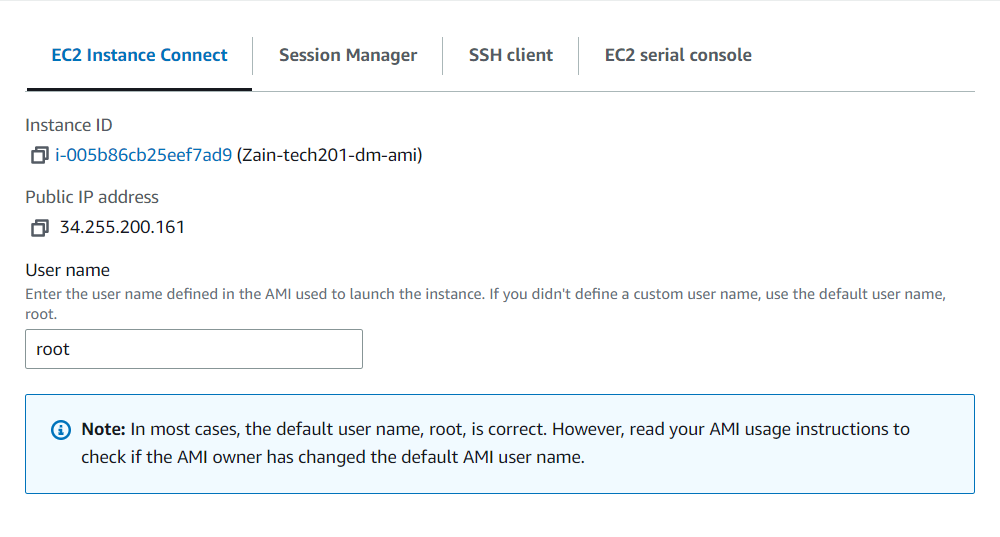 EC2 Instance Connect
Session Manager
SSH client
EC2 serial console
Instance ID
i-005b86cb25eef7ad9 (Zain-tech201-dm-ami)
Public IP address
34.255.200.161
User name
Enter the user name defined in the AMI used to launch the instance. If you didn't define a custom user name, use the default user name,
root.
root
Note: In most cases, the default user name, root, is correct. However, read your AMI usage instructions to
check if the AMI owner has changed the default AMI user name.